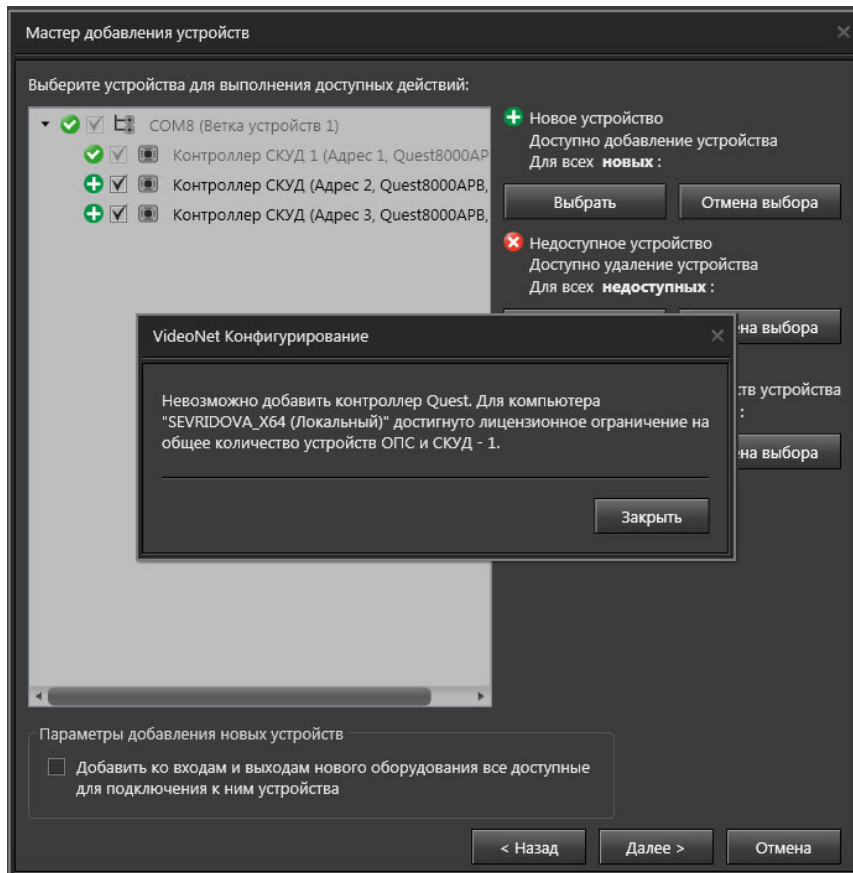 Мастер добавления устройств
Выберите устройства для выполнения доступных действий:
COM8 (Ветка устройств 1)
Контроллер СКУД 1 (Адрес 1, Quest8000AP
Контроллер СКУД (Адрес 2, Quest8000APB,
Контроллер СКУД (Адрес 3, Quest8000APB,
Новое устройство
Доступно добавление устройства
Для всех новых :
Выбрать
Отмена выбора
Недоступное устройство
Доступно удаление устройства
Для всех недоступных :
на выбора
тв устройства
:
на выбора
VideoNet Конфигурирование
Невозможно добавить контроллер Quest. Для компьютера
"SEVRIDOVA_X64 (Локальный)" достигнуто лицензионное ограничение на
общее количество устройств ОПС и СКУД - 1.
Закрыть
Параметры добавления новых устройств
Добавить ко входам и выходам нового оборудования все доступные
для подключения к ним устройства
< Назад
Далее >
Отмена